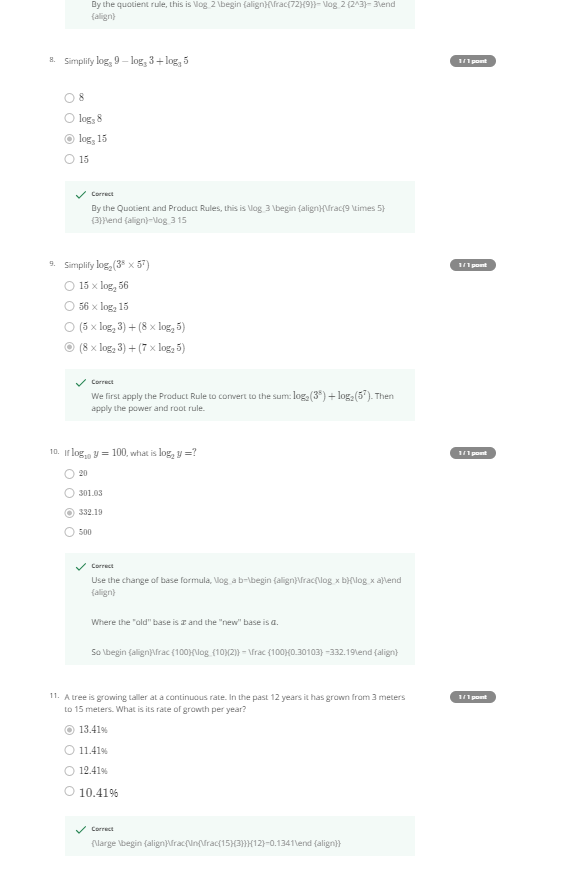 By the quotient rule, this is \log_2 \begin {align}{\frac{72}{9}}= \log_2 {2^3}= 3\end
{align}
8. Simplify log₃ 9 − log₃ 3 + log₃ 5
1 / 1 point
8
log₃ 8
log₃ 15
15
Correct
By the Quotient and Product Rules, this is \log_3 \begin {align}{\frac{9 \times 5}
{3}}\end {align}=\log_3 15
9. Simplify log₂(3⁸ × 5⁷)
1 / 1 point
15 × log₂ 56
56 × log₂ 15
(5 × log₂ 3) + (8 × log₂ 5)
(8 × log₂ 3) + (7 × log₂ 5)
Correct
We first apply the Product Rule to convert to the sum: log₂(3⁸) + log₂(5⁷). Then
apply the power and root rule.
10. If log₁₀ y = 100, what is log₂ y =?
1 / 1 point
20
301.03
332.19
500
Correct
Use the change of base formula, \log_a b=\begin {align}\frac{\log_x b}{\log_x a}\end
{align}
Where the "old" base is x and the "new" base is a.
So \begin {align}\frac {100}{\log_{10}(2)} = \frac {100}{0.30103} =332.19\end {align}
11. A tree is growing taller at a continuous rate. In the past 12 years it has grown from 3 meters
to 15 meters. What is its rate of growth per year?
1 / 1 point
13.41%
11.41%
12.41%
10.41%
Correct
{\large \begin {align}\frac{\ln{\frac{15}{3}}}{12}=0.1341\end {align}}